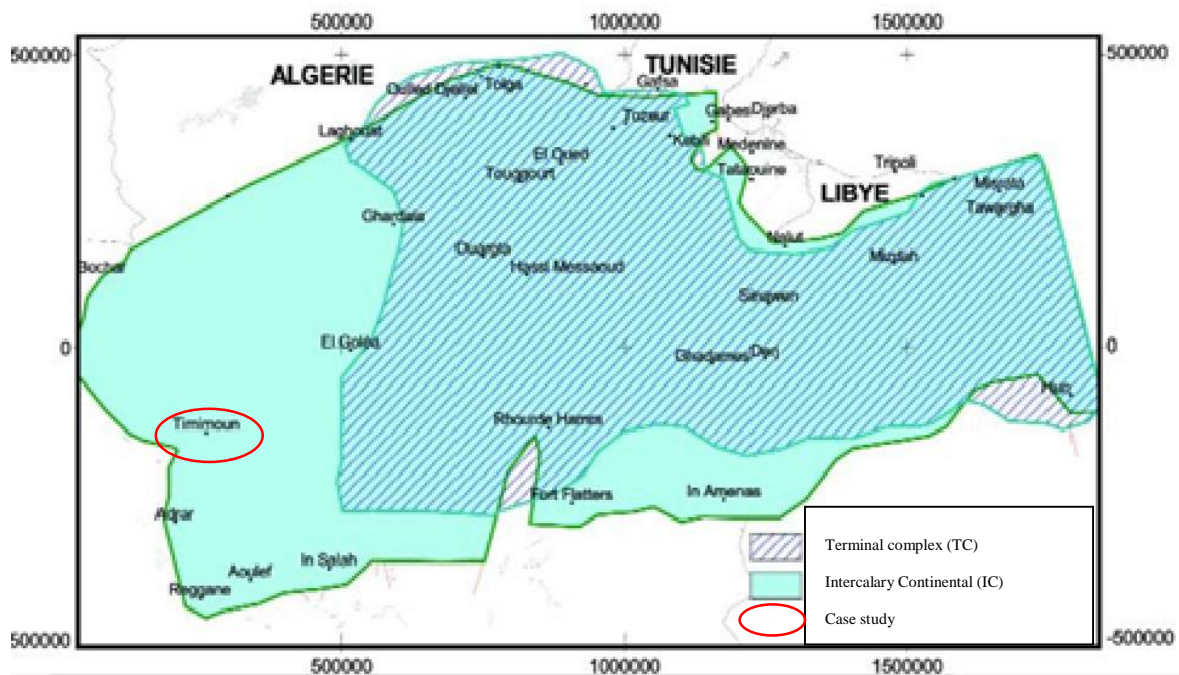 500000 1000000 1500000
500000 500000
ALGERIE
TUNISIE
Gafsa
Ouled Djellel
Tolga
Gabes
Djerba
Tozeur
Laghouat
Kebili
Medenine
El Oued
Tripoli
Touggourt
Tataouine
LIBYE
Misrata
Tawargha
Ghardaia
Nalut
Ouargla
Mizdah
Bechar
Hassi Messaoud
Sinawen
El Goléa
0 0
Ghadames
Derj
Hun
Timimoun
Rhourde Hamra
Fort Flatters
In Amenas
Adrar
Terminal complex (TC)
In Salah
Aoulef
Intercalary Continental (IC)
Reggane
Case study
500000 -500000
500000 1000000 1500000